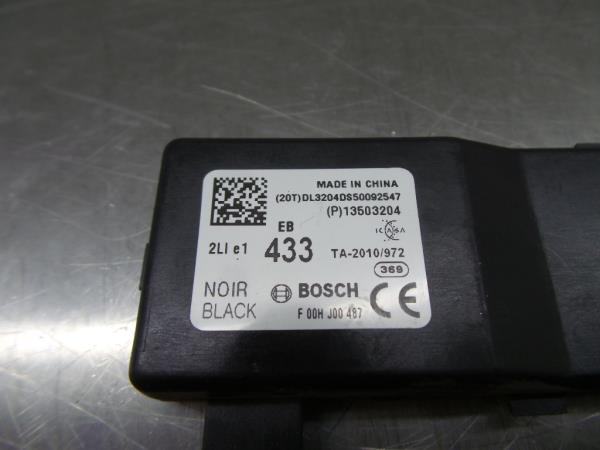 MADE IN CHINA
(20T)DL3204DS50092547
(P)13503204
EB
ICASA
2LI e1 433 TA-2010/972
369
NOIR BOSCH CE
BLACK F 00H J00 487